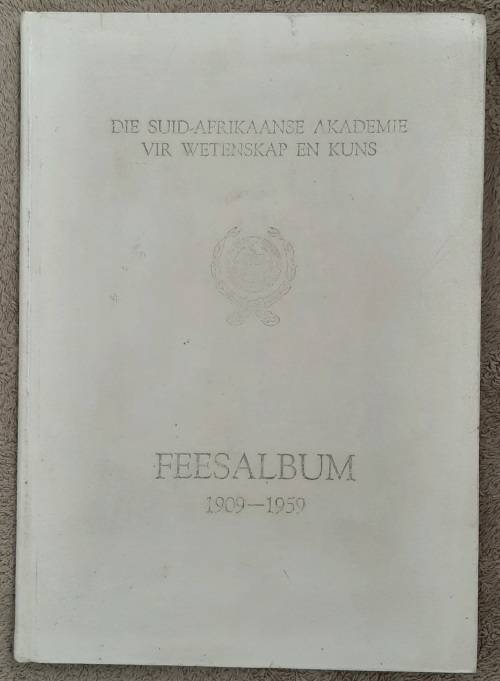 DIE SUID-AFRIKAANSE AKADEMIE
VIR WETENSKAP EN KUNS
FEESALBUM
1909—1959